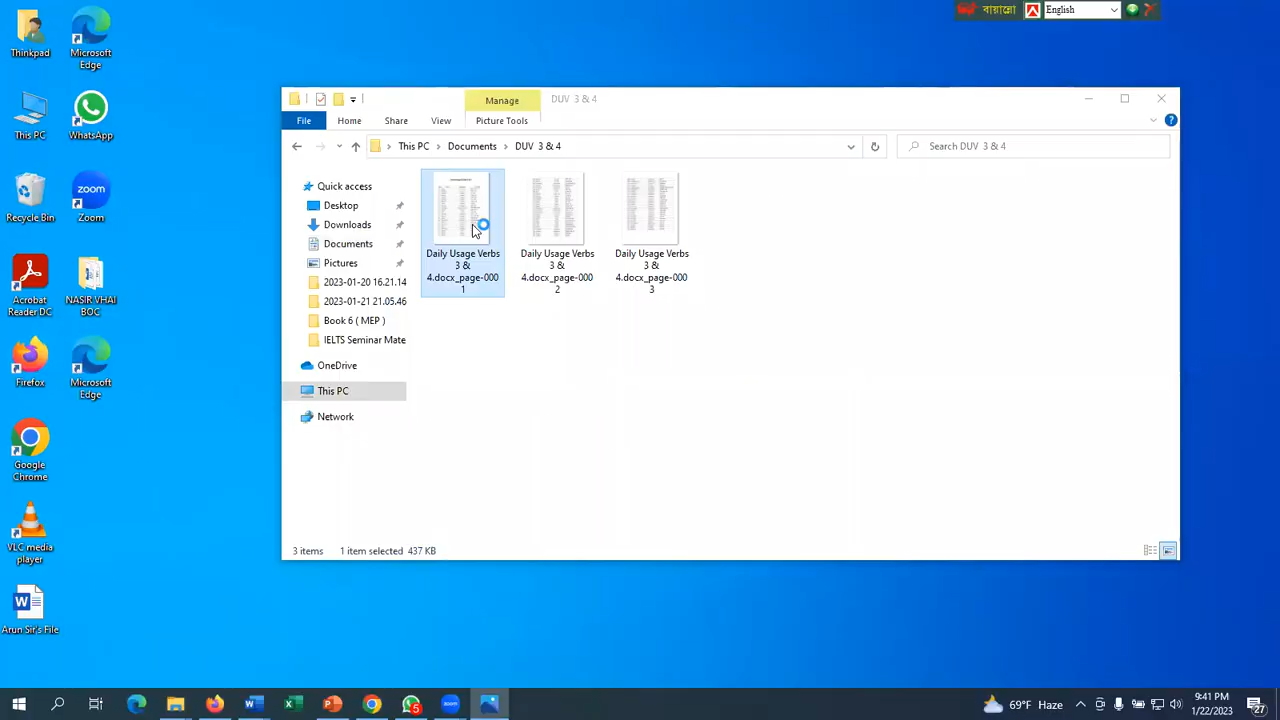 বায়ান্নো
English
Thinkpad
Microsoft
Edge
This PC
WhatsApp
Recycle Bin
zoom
Zoom
Acrobat
Reader DC
NASIR VHAI
BOC
Firefox
Microsoft
Edge
Google
Chrome
VLC media
player
Arun Sir's File
Manage
DUV 3 & 4
File
Home
Share
View
Picture Tools
This PC
Documents
DUV 3 & 4
Search DUV 3 & 4
Quick access
Desktop
Downloads
Documents
Pictures
2023-01-20 16.21.14
2023-01-21 21.05.46
Book 6 ( MEP )
IELTS Seminar Mate
OneDrive
This PC
Network
Daily Usage Verbs
3 &
4.docx_page-000
1
Daily Usage Verbs
3 &
4.docx_page-000
2
Daily Usage Verbs
3 &
4.docx_page-000
3
3 items
1 item selected 437 KB
5
zoom
69°F Haze
9:41 PM
1/22/2023
27